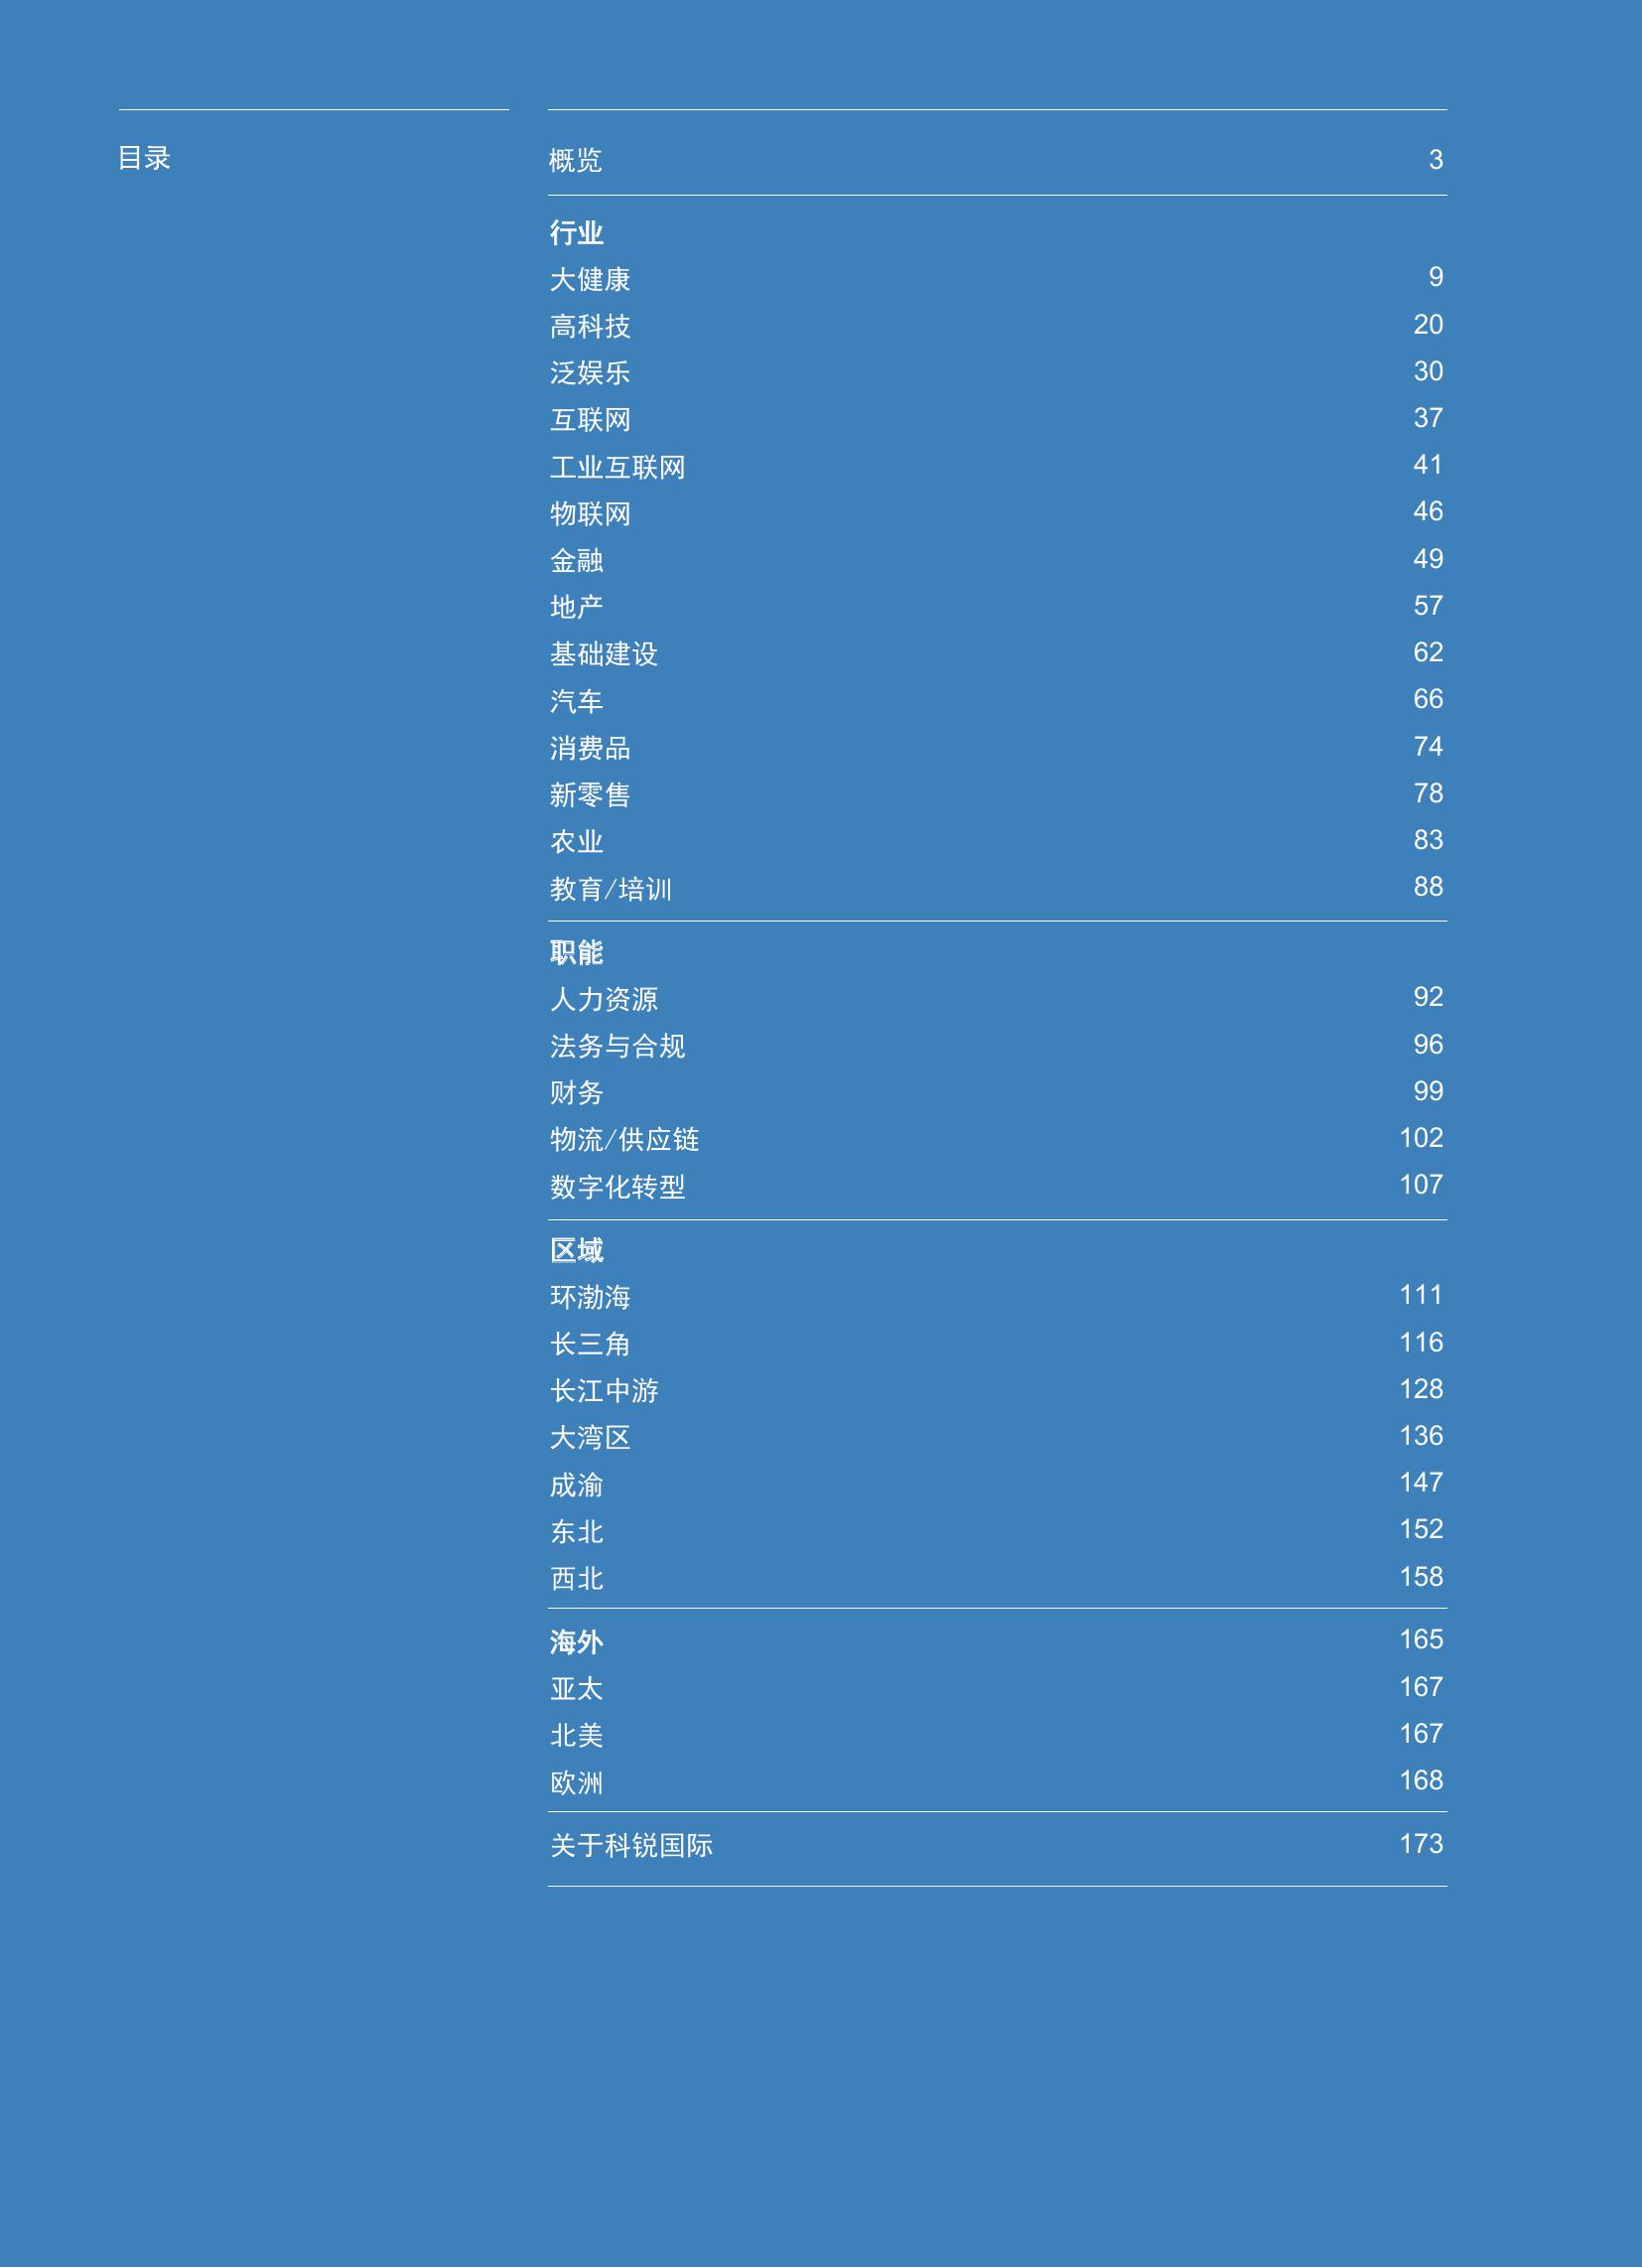 目录
概览 3
行业
大健康 9
高科技 20
泛娱乐 30
互联网 37
工业互联网 41
物联网 46
金融 49
地产 57
基础建设 62
汽车 66
消费品 74
新零售 78
农业 83
教育/培训 88
职能
人力资源 92
法务与合规 96
财务 99
物流/供应链 102
数字化转型 107
区域
环渤海 111
长三角 116
长江中游 128
大湾区 136
成渝 147
东北 152
西北 158
海外 165
亚太 167
北美 167
欧洲 168
关于科锐国际 173